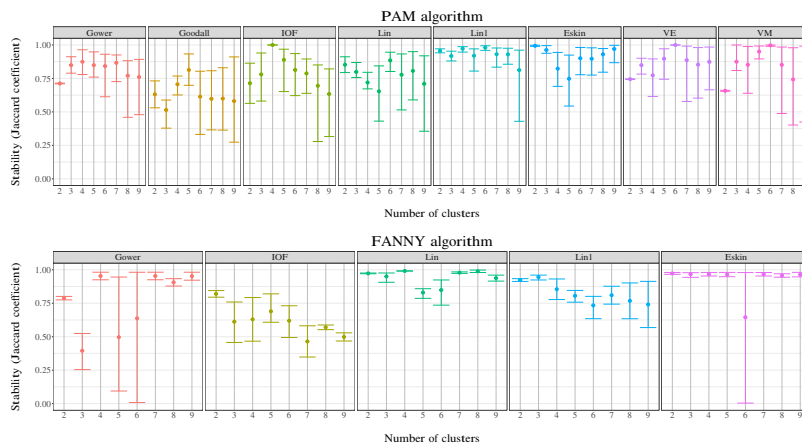 PAM algorithm
Gower Goodall IOF Lin Lin1 Eskin VE VM
Stability (Jaccard coefficient)
1.00
0.75
0.50
0.25
0.00
2 3 4 5 6 7 8 9 2 3 4 5 6 7 8 9 2 3 4 5 6 7 8 9 2 3 4 5 6 7 8 9 2 3 4 5 6 7 8 9 2 3 4 5 6 7 8 9 2 3 4 5 6 7 8 9 2 3 4 5 6 7 8
Number of clusters
FANNY algorithm
Gower IOF Lin Lin1 Eskin
Stability (Jaccard coefficient)
1.00
0.75
0.50
0.25
0.00
2 3 4 5 6 7 8 9 2 3 4 5 6 7 8 9 2 3 4 5 6 7 8 9 2 3 4 5 6 7 8 9 2 3 4 5 6 7 8 9
Number of clusters